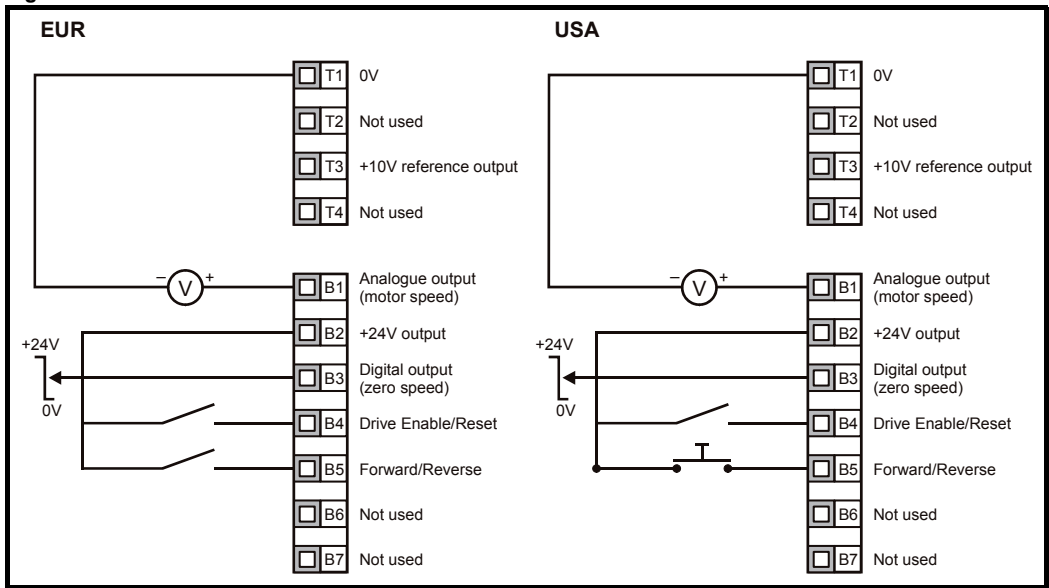 EUR
T1 0V
T2 Not used
T3 +10V reference output
T4 Not used
– V +
B1 Analogue output
(motor speed)
B2 +24V output
+24V
B3 Digital output
(zero speed)
0V
B4 Drive Enable/Reset
B5 Forward/Reverse
B6 Not used
B7 Not used
USA
T1 0V
T2 Not used
T3 +10V reference output
T4 Not used
– V +
B1 Analogue output
(motor speed)
B2 +24V output
+24V
B3 Digital output
(zero speed)
0V
B4 Drive Enable/Reset
B5 Forward/Reverse
B6 Not used
B7 Not used